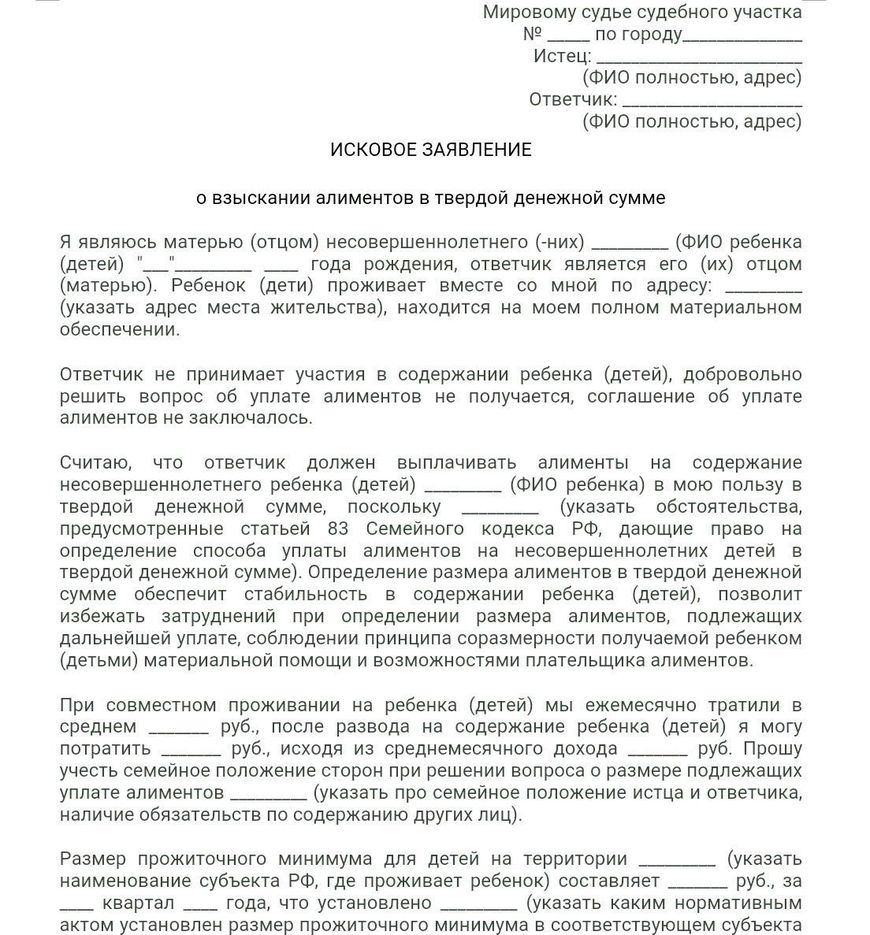 Мировому судье судебного участка
№ _____ по городу______________
Истец: ________________________
(ФИО полностью, адрес)
Ответчик: _____________________
(ФИО полностью, адрес)
ИСКОВОЕ ЗАЯВЛЕНИЕ
о взыскании алиментов в твердой денежной сумме
Я являюсь матерью (отцом) несовершеннолетнего (-них) _________ (ФИО ребенка
(детей) "___"_________ ____ года рождения, ответчик является его (их) отцом
(матерью). Ребенок (дети) проживает вместе со мной по адресу: _________
(указать адрес места жительства), находится на моем полном материальном
обеспечении.
Ответчик не принимает участия в содержании ребенка (детей), добровольно
решить вопрос об уплате алиментов не получается, соглашение об уплате
алиментов не заключалось.
Считаю, что ответчик должен выплачивать алименты на содержание
несовершеннолетнего ребенка (детей) _________ (ФИО ребенка) в мою пользу в
твердой денежной сумме, поскольку _________ (указать обстоятельства,
предусмотренные статьей 83 Семейного кодекса РФ, дающие право на
определение способа уплаты алиментов на несовершеннолетних детей в
твердой денежной сумме). Определение размера алиментов в твердой денежной
сумме обеспечит стабильность в содержании ребенка (детей), позволит
избежать затруднений при определении размера алиментов, подлежащих
дальнейшей уплате, соблюдении принципа соразмерности получаемой ребенком
(детьми) материальной помощи и возможностями плательщика алиментов.
При совместном проживании на ребенка (детей) мы ежемесячно тратили в
среднем _______ руб., после развода на содержание ребенка (детей) я могу
потратить _______ руб., исходя из среднемесячного дохода _______ руб. Прошу
учесть семейное положение сторон при решении вопроса о размере подлежащих
уплате алиментов _________ (указать про семейное положение истца и ответчика,
наличие обязательств по содержанию других лиц).
Размер прожиточного минимума для детей на территории _________ (указать
наименование субъекта РФ, где проживает ребенок) составляет _______ руб., за
____ квартал ____ года, что установлено _________ (указать каким нормативным
актом установлен размер прожиточного минимума в соответствующем субъекта